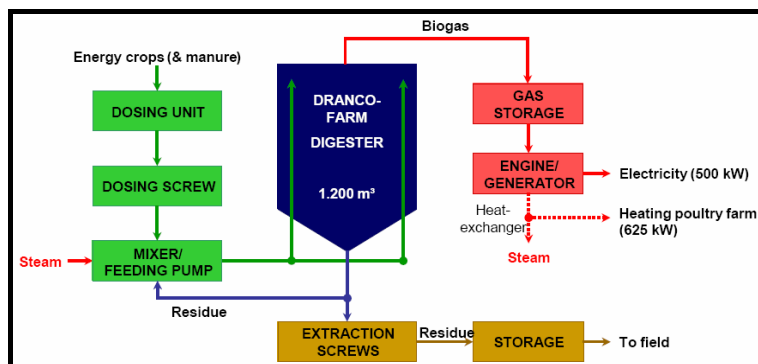 Biogas
Energy crops (& manure)
DOSING UNIT
DRANCO-
FARM
DIGESTER
1.200 m³
GAS
STORAGE
DOSING SCREW
ENGINE/
GENERATOR
Electricity (500 kW)
Heat-
exchanger
Heating poultry farm
(625 kW)
Steam
Steam
MIXER/
FEEDING PUMP
Residue
EXTRACTION
SCREWS
Residue
STORAGE
To field